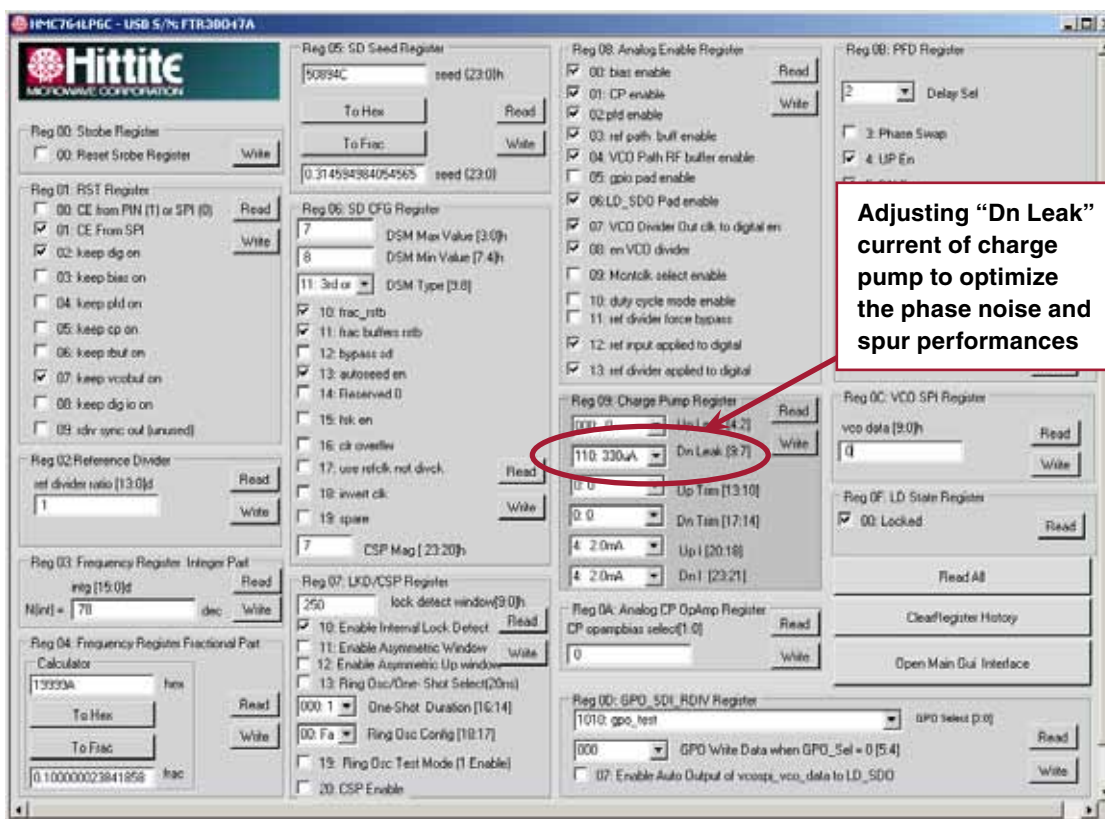 HMC764LP6C - USB S/N: FTR3B047A
Hittite
MICROWAVE CORPORATION
Reg 00: Strobe Register
00: Reset Srobe Register
Write
Reg 01: RST Register
00: CE from PIN (1) or SPI (0)
Read
01: CE From SPI
Write
02: keep dig on
03: keep bias on
04: keep pfd on
05: keep cp on
06: keep rbuf on
07: keep vcobuf on
08: keep dig io on
09: rdiv sync out (unused)
Reg 02: Reference Divider
ref divider ratio [13:0]d
Read
1
Write
Reg 03: Frequency Register Integer Part
intg [15:0]d
Read
N(int) = 78 dec
Write
Reg 04: Frequency Register Fractional Part
Calculator
19999A hex
To Hex
Read
To Frac
Write
0.100000023841858 frac
Reg 05: SD Seed Register
50894C seed (23:0)h
To Hex
Read
To Frac
Write
0.314594984054565 seed (23:0)
Reg 06: SD CFG Register
7 DSM Max Value [3:0]h
8 DSM Min Value [7:4]h
11: 3rd or DSM Type [9:8]
10: frac_rstb
11: frac buffers rstb
12: bypass sd
13: autoseed en
14: Reserved 0
15: hsk en
16: clr overflw
17: use refclk not divck
Read
18: invert clk
Write
19: spare
7 CSP Mag [ 23:20]h
Reg 07: LKD/CSP Register
250 lock detect window[9:0]h
10: Enable Internal Lock Detect
Read
11: Enable Asymmetric Window
Write
12: Enable Asymmetric Up window
13: Ring Osc/One- Shot Select(20ns)
000: 1 One-Shot Duration [16:14]
00: Fa Ring Osc Config [18:17]
19: Ring Osc Test Mode (1 Enable)
20: CSP Enable
Reg 08: Analog Enable Register
00: bias enable
Read
01: CP enable
Write
02:pfd enable
03: ref path buff enable
04: VCO Path RF buffer enable
05: gpio pad enable
06:LD_SDO Pad enable
07: VCO Divider Out clk to digital en
08: en VCO divider
09: Montclk select enable
10: duty cycle mode enable
11: ref divider force bypass
12: ref input applied to digital
13: ref divider applied to digital
Reg 09: Charge Pump Register
Read
110: 330uA Dn Leak [9:7]
Write
0: 0 Up Trim [13:10]
0: 0 Dn Trim [17:14]
4: 2.0mA Up I [20:18]
4: 2.0mA Dn I [23:21]
Reg 0A: Analog CP OpAmp Register
CP opampbias select[1:0]
Read
0
Write
Reg 0D: GPO_SDI_RDIV Register
1010: gpo_test GPO Select [3:0]
Read
000 GPO Write Data when GPO_Sel = 0 [5:4]
Write
07: Enable Auto Output of vcospi_vco_data to LD_SDO
Reg 0B: PFD Register
2 Delay Sel
3: Phase Swap
4: UP En
Adjusting “Dn Leak”
current of charge
pump to optimize
the phase noise and
spur performances
Reg 0C: VCO SPI Register
vco data [9:0]h
Read
0
Write
Reg 0F: LD State Register
00: Locked
Read
Read All
ClearRegister History
Open Main Gui Interface